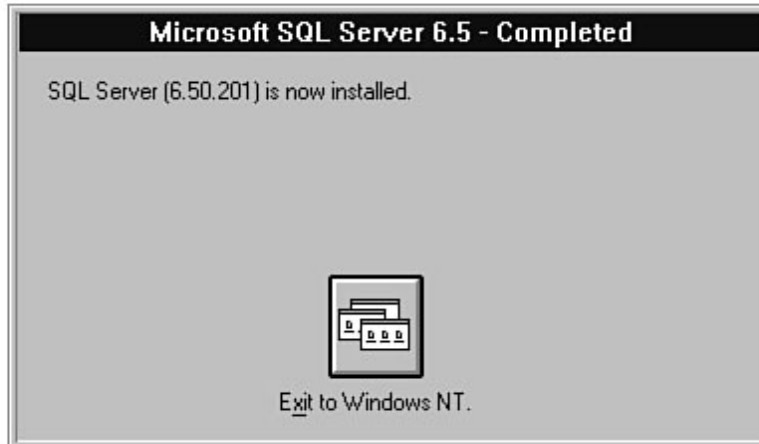 Microsoft SQL Server 6.5 - Completed
SQL Server (6.50.201) is now installed.
Exit to Windows NT.